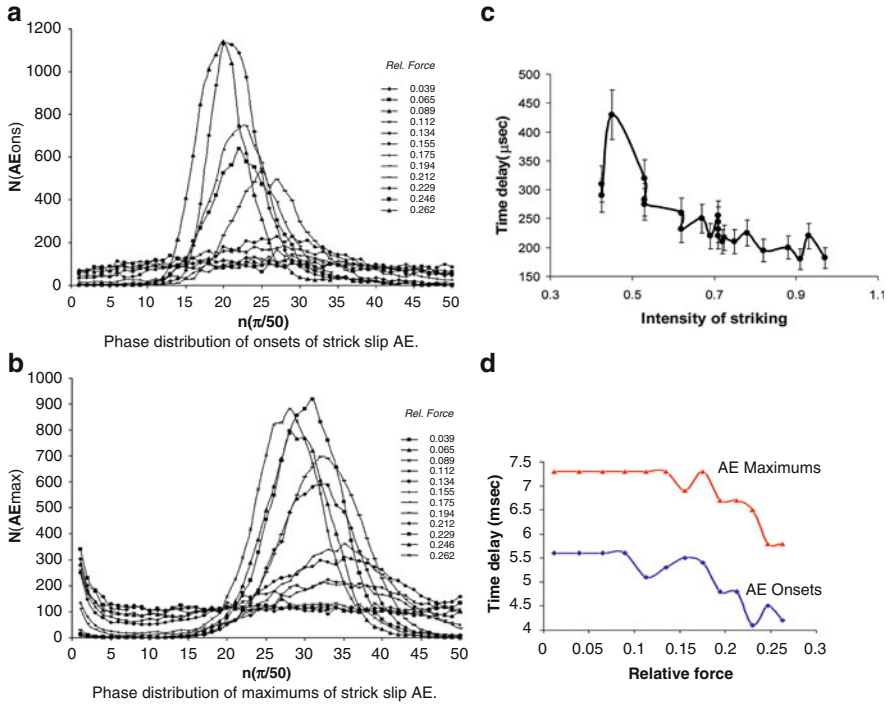 a
1200
1000
800
600
400
200
0
N(AEons)
0 5 10 15 20 25 30 35 40 45 50
n(π/50)
Rel. Force
0.039
0.065
0.089
0.112
0.134
0.155
0.175
0.194
0.212
0.229
0.246
0.262
Phase distribution of onsets of strick slip AE.
b
1000
900
800
700
600
500
400
300
200
100
0
N(AEmax)
0 5 10 15 20 25 30 35 40 45 50
n(π/50)
Rel. Force
0.039
0.065
0.089
0.112
0.134
0.155
0.175
0.194
0.212
0.229
0.246
0.262
Phase distribution of maximums of strick slip AE.
c
500
450
400
350
300
250
200
150
Time delay(μsec)
0.3 0.5 0.7 0.9 1.1
Intensity of striking
d
7.5
7
6.5
6
5.5
5
4.5
4
Time delay (msec)
AE Maximums
AE Onsets
0 0.05 0.1 0.15 0.2 0.25 0.3
Relative force